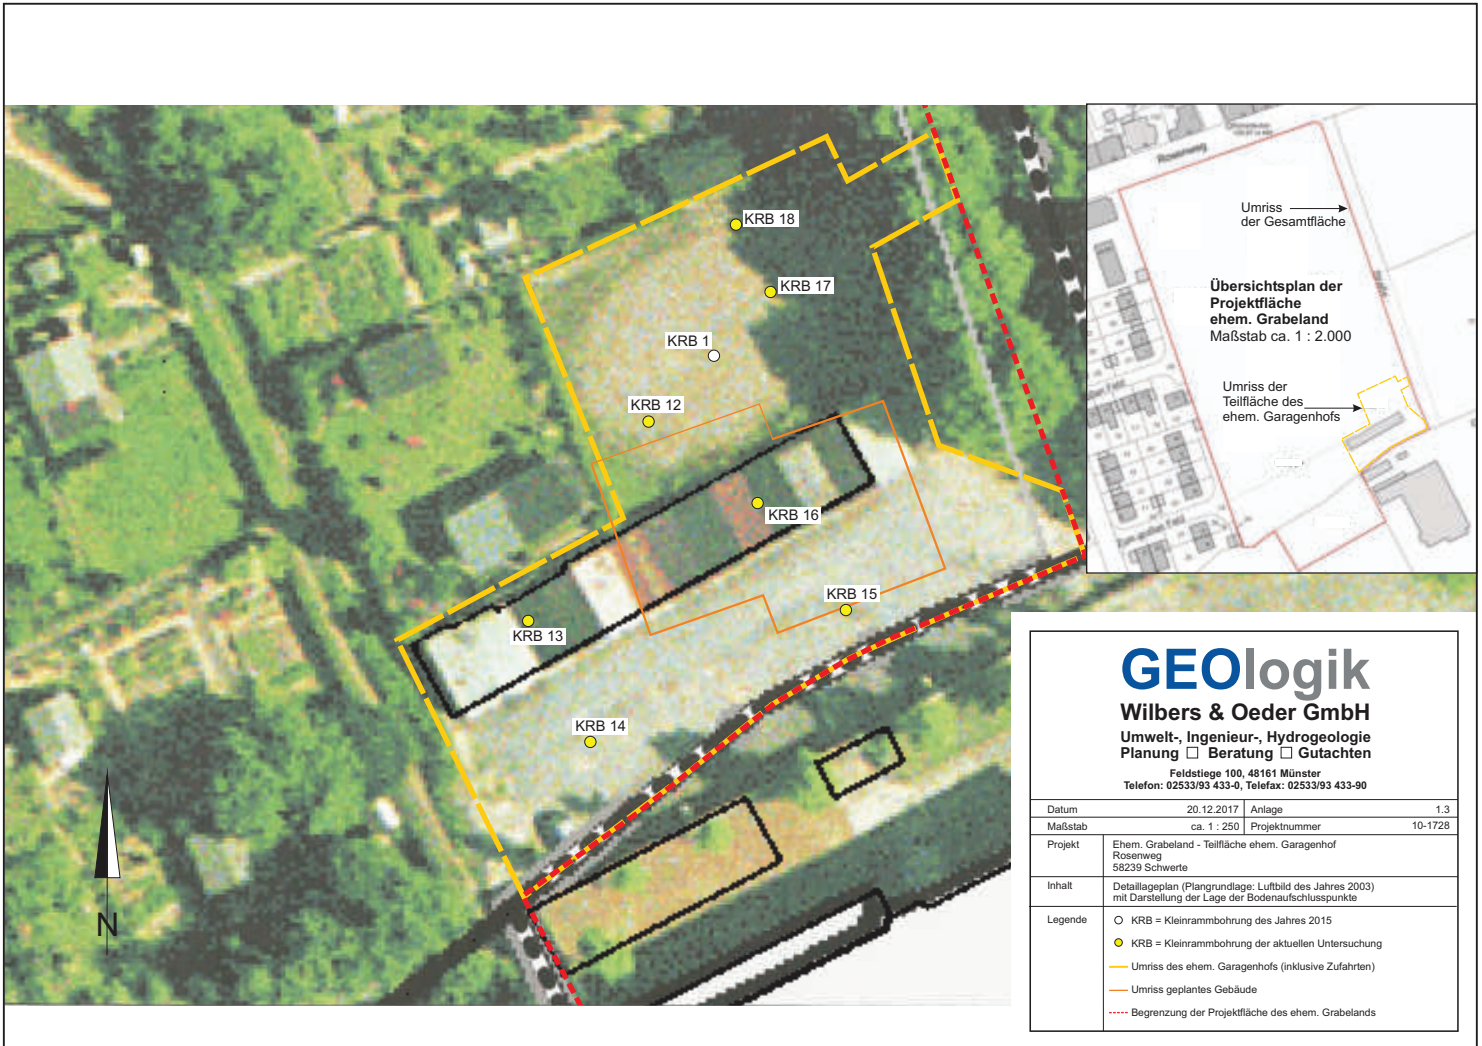 KRB 18
KRB 17
KRB 1
KRB 12
KRB 16
KRB 15
KRB 13
KRB 14
N
Rosenweg
Umriss
der Gesamtfläche
Übersichtsplan der
Projektfläche
ehem. Grabeland
Maßstab ca. 1 : 2.000
Umriss der
Teilfläche des
ehem. Garagenhofs
GEOlogik
Wilbers & Oeder GmbH
Umwelt-, Ingenieur-, Hydrogeologie
Planung □ Beratung □ Gutachten
Feldstiege 100, 48161 Münster
Telefon: 02533/93 433-0, Telefax: 02533/93 433-90
Datum 20.12.2017 Anlage 1.3
Maßstab ca. 1 : 250 Projektnummer 10-1728
Projekt Ehem. Grabeland - Teilfläche ehem. Garagenhof
Rosenweg
58239 Schwerte
Inhalt Detaillageplan (Plangrundlage: Luftbild des Jahres 2003)
mit Darstellung der Lage der Bodenaufschlusspunkte
Legende KRB = Kleinrammbohrung des Jahres 2015
KRB = Kleinrammbohrung der aktuellen Untersuchung
Umriss des ehem. Garagenhofs (inklusive Zufahrten)
Umriss geplantes Gebäude
Begrenzung der Projektfläche des ehem. Grabelands